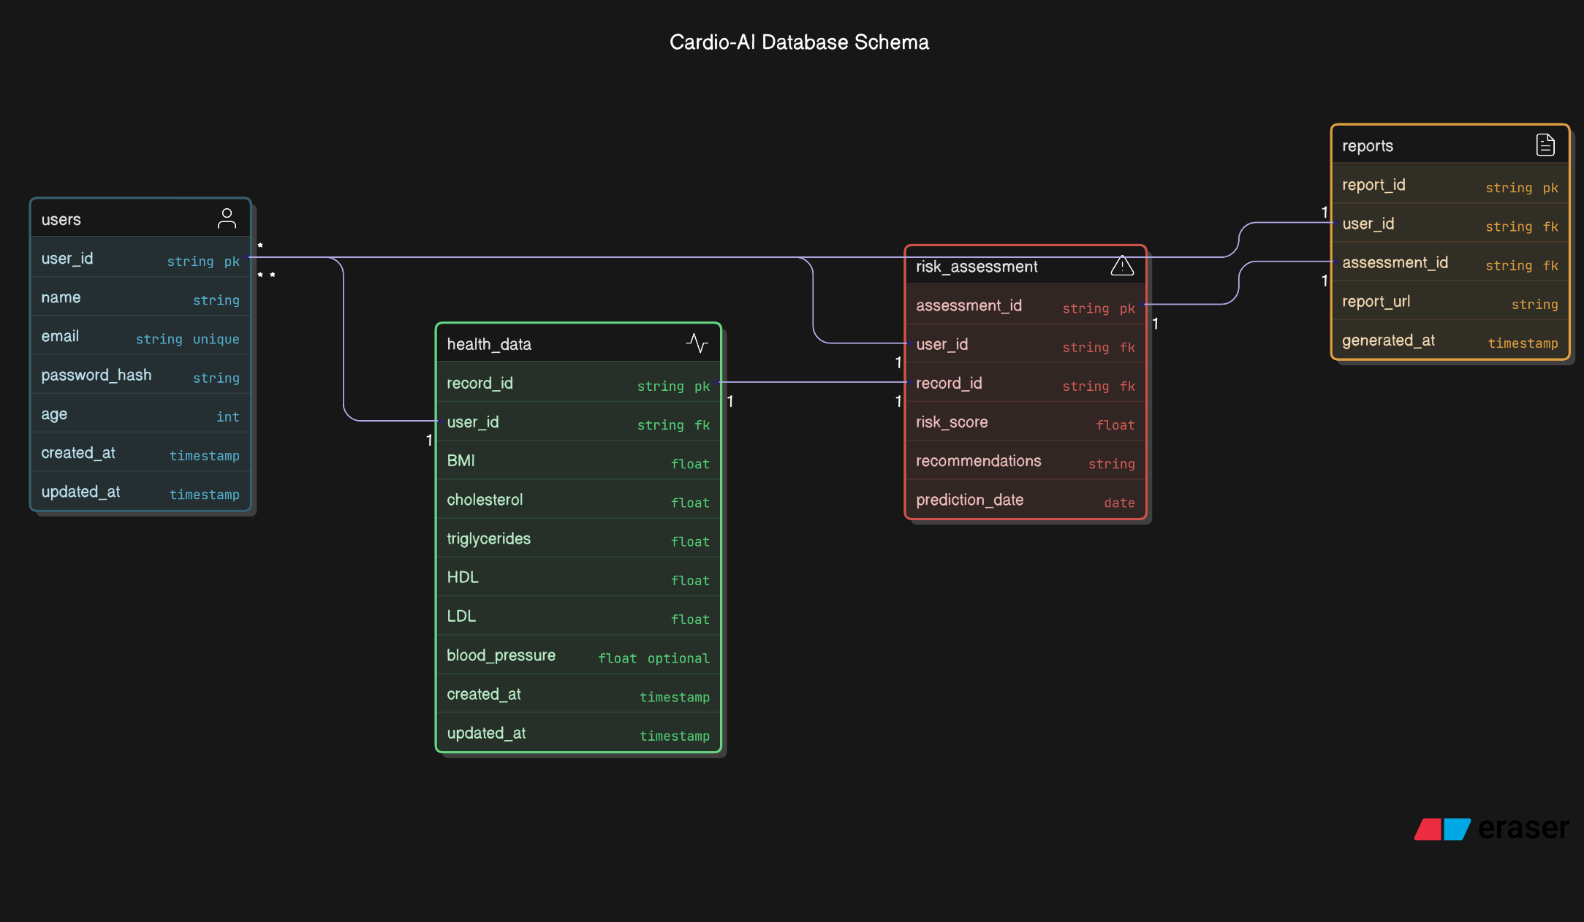 Cardio-AI Database Schema
users
user_id string pk
name string
email string unique
password_hash string
age int
created_at timestamp
updated_at timestamp
*
* *
health_data
record_id string pk
user_id string fk
BMI float
cholesterol float
triglycerides float
HDL float
LDL float
blood_pressure float optional
created_at timestamp
updated_at timestamp
1
1
risk_assessment
assessment_id string pk
user_id string fk
record_id string fk
risk_score float
recommendations string
prediction_date date
1
1
1
reports
report_id string pk
user_id string fk
assessment_id string fk
report_url string
generated_at timestamp
1
1
eraser